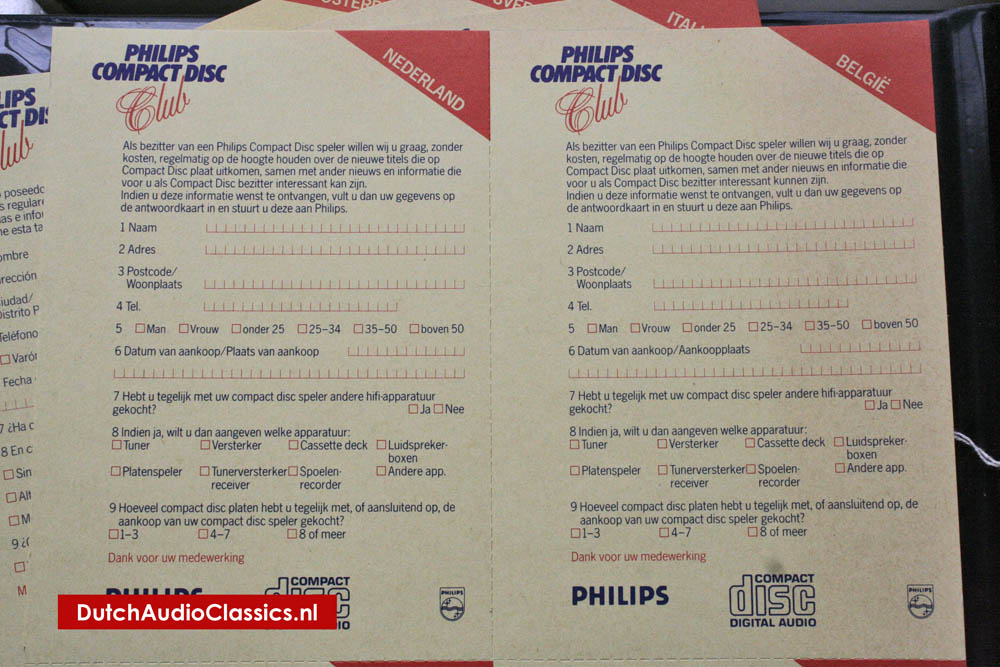 ITAL
PHILIPS
COMPACT DISC
Club
NEDERLAND
Als bezitter van een Philips Compact Disc speler willen wij u graag, zonder
kosten, regelmatig op de hoogte houden over de nieuwe titels die op
Compact Disc plaat uitkomen, samen met ander nieuws en informatie die
voor u als Compact Disc bezitter interessant kan zijn.
Indien u deze informatie wenst te ontvangen, vult u dan uw gegevens op
de antwoordkaart in en stuurt u deze aan Philips.
1 Naam
2 Adres
3 Postcode/
Woonplaats
4 Tel.
5 Man Vrouw onder 25 25-34 35-50 boven 50
6 Datum van aankoop/Plaats van aankoop
7 Hebt u tegelijk met uw compact disc speler andere hifi-apparatuur
gekocht? Ja Nee
8 Indien ja, wilt u dan aangeven welke apparatuur:
Tuner Versterker Cassette deck Luidspreker-
boxen
Platenspeler Tunerversterker Spoelen- Andere app.
receiver recorder
9 Hoeveel compact disc platen hebt u tegelijk met, of aansluitend op, de
aankoop van uw compact disc speler gekocht?
1-3 4-7 8 of meer
Dank voor uw medewerking
COMPACT
disc
AUDIO
PHILIPS
DutchAudioClassics.nl
PHILIPS
COMPACT DISC
Club
BELGIË
Als bezitter van een Philips Compact Disc speler willen wij u graag, zonder
kosten, regelmatig op de hoogte houden over de nieuwe titels die op
Compact Disc plaat uitkomen, samen met ander nieuws en informatie die
voor u als Compact Disc bezitter interessant kunnen zijn.
Indien u deze informatie wenst te ontvangen, vult u dan uw gegevens op
de antwoordkaart in en stuurt u deze aan Philips.
1 Naam
2 Adres
3 Postcode/
Woonplaats
4 Tel.
5 Man Vrouw onder 25 25-34 35-50 boven 50
6 Datum van aankoop/Aankoopplaats
7 Hebt u tegelijk met uw compact disc speler andere hifi-apparatuur
gekocht? Ja Nee
8 Indien ja, wilt u dan aangeven welke apparatuur:
Tuner Versterker Cassette deck Luidspreker-
boxen
Platenspeler Tunerversterker Spoelen- Andere app.
receiver recorder
9 Hoeveel compact disc platen hebt u tegelijk met, of aansluitend op, de
aankoop van uw compact disc speler gekocht?
1-3 4-7 8 of meer
Dank voor uw medewerking
PHILIPS
COMPACT
disc
DIGITAL AUDIO
PHILIPS